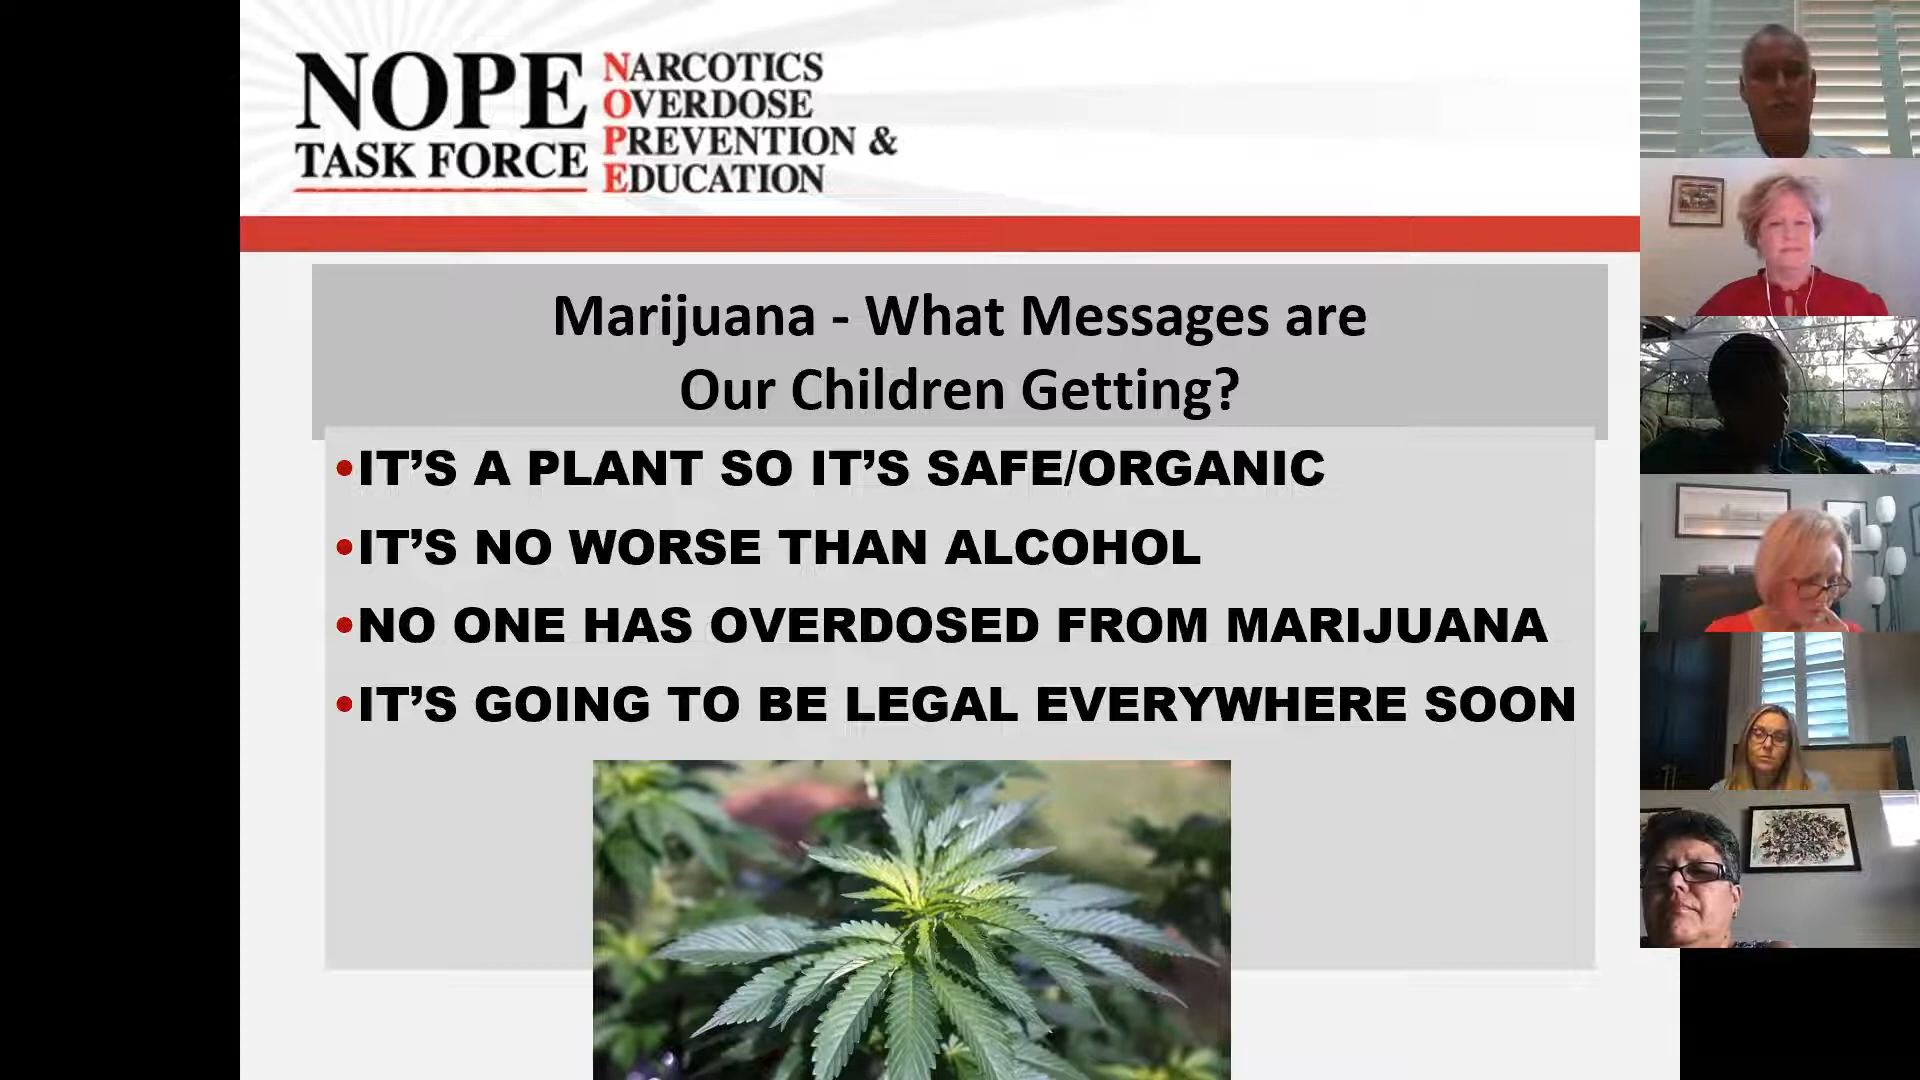 NOPE
TASK FORCE
NARCOTICS
OVERDOSE
PREVENTION &
EDUCATION
Marijuana - What Messages are
Our Children Getting?
•IT’S A PLANT SO IT’S SAFE/ORGANIC
•IT’S NO WORSE THAN ALCOHOL
•NO ONE HAS OVERDOSED FROM MARIJUANA
•IT’S GOING TO BE LEGAL EVERYWHERE SOON